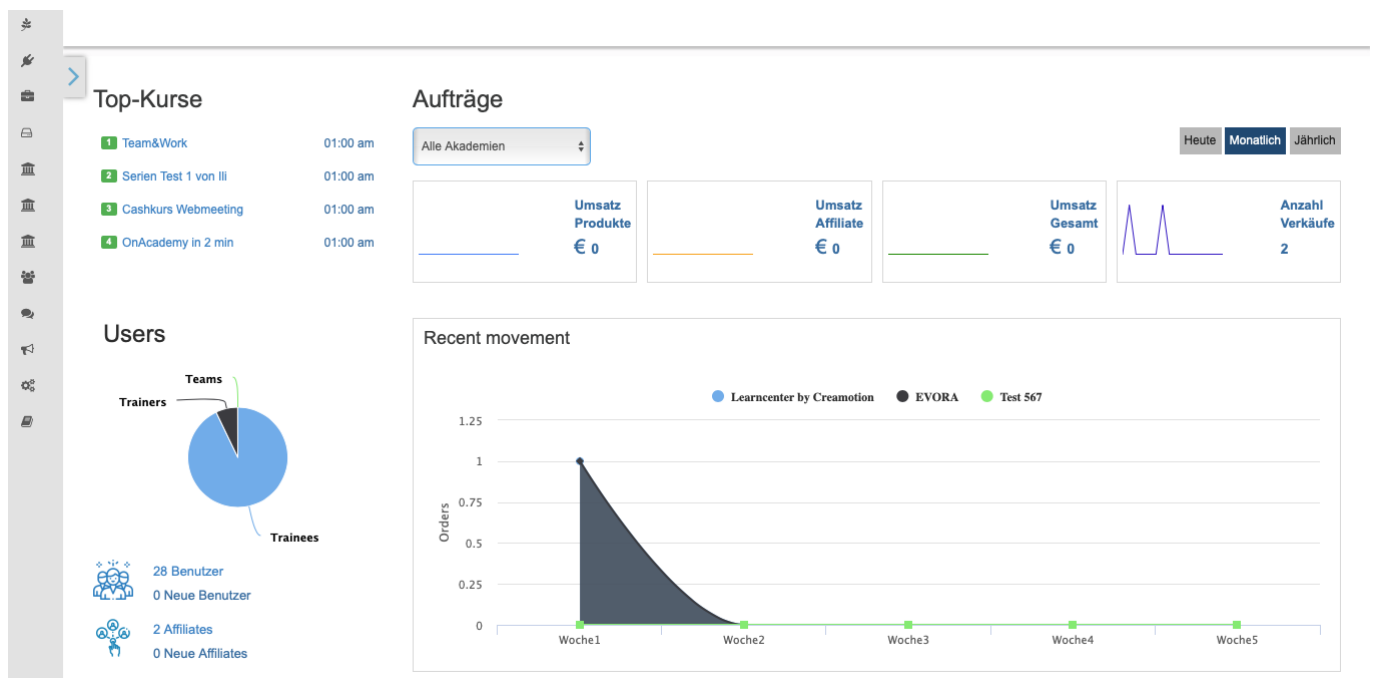 Top-Kurse
1 Team&Work 01:00 am
2 Serien Test 1 von Ili 01:00 am
3 Cashkurs Webmeeting 01:00 am
4 OnAcademy in 2 min 01:00 am
Aufträge
Alle Akademien
Heute Monatlich Jährlich
Umsatz
Produkte
€ 0
Umsatz
Affiliate
€ 0
Umsatz
Gesamt
€ 0
Anzahl
Verkäufe
2
Users
Teams
Trainers
Trainees
28 Benutzer
0 Neue Benutzer
2 Affiliates
0 Neue Affiliates
Recent movement
Learncenter by Creamotion EVORA Test 567
Orders
1.25
1
0.75
0.5
0.25
0
Woche1 Woche2 Woche3 Woche4 Woche5